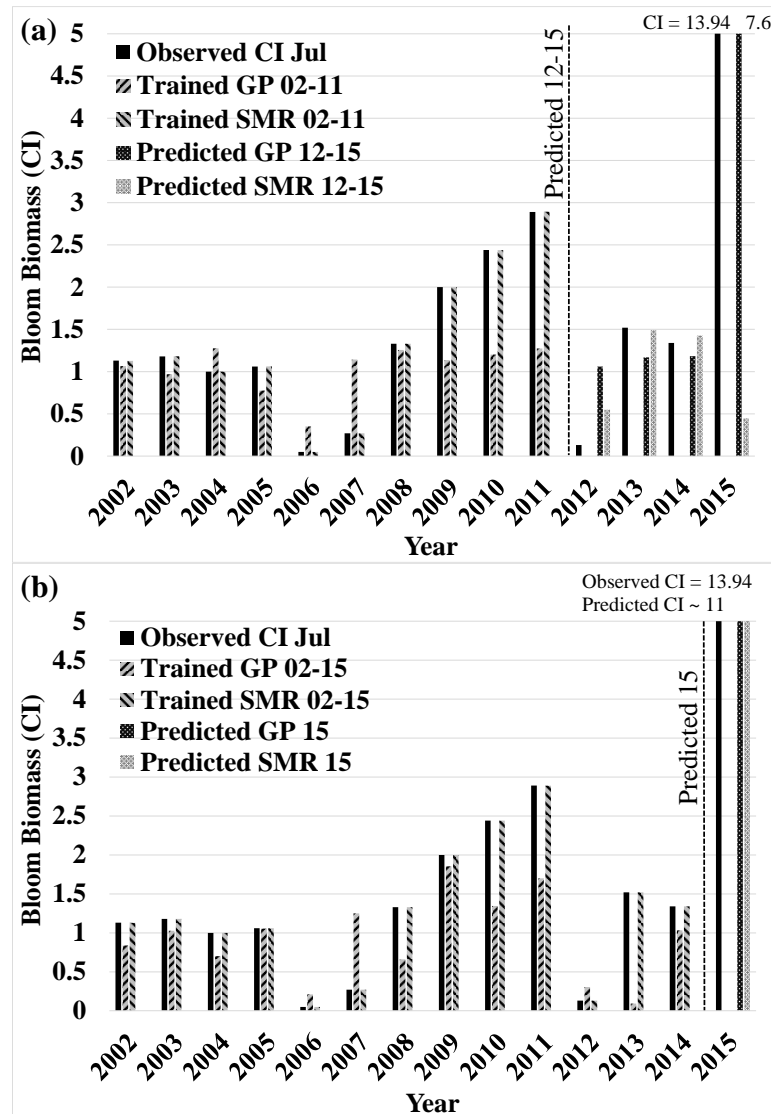 (a)
CI = 13.94 7.6
5
4.5
4
3.5
3
2.5
2
1.5
1
0.5
0
Bloom Biomass (CI)
Observed CI Jul
Trained GP 02-11
Trained SMR 02-11
Predicted GP 12-15
Predicted SMR 12-15
Predicted 12-15
2002 2003 2004 2005 2006 2007 2008 2009 2010 2011 2012 2013 2014 2015
Year
(b)
Observed CI = 13.94
Predicted CI ~ 11
5
4.5
4
3.5
3
2.5
2
1.5
1
0.5
0
Bloom Biomass (CI)
Observed CI Jul
Trained GP 02-15
Trained SMR 02-15
Predicted GP 15
Predicted SMR 15
Predicted 15
2002 2003 2004 2005 2006 2007 2008 2009 2010 2011 2012 2013 2014 2015
Year